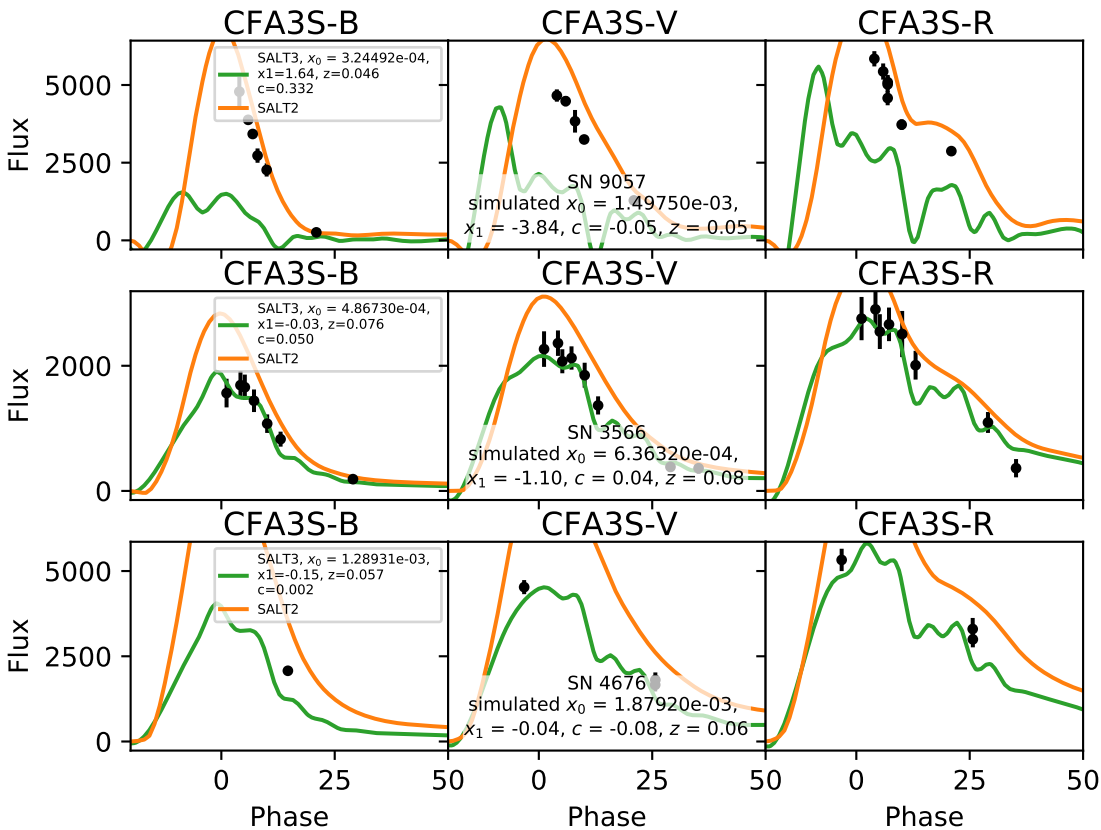 CFA3S-B CFA3S-V CFA3S-R
Flux
5000
2500
0
SALT3, x₀ = 3.24492e-04,
x1=1.64, z=0.046
c=0.332
SALT2
SN 9057
simulated x₀ = 1.49750e-03,
x₁ = -3.84, c = -0.05, z = 0.05
CFA3S-B CFA3S-V CFA3S-R
Flux
2000
0
SALT3, x₀ = 4.86730e-04,
x1=-0.03, z=0.076
c=0.050
SALT2
SN 3566
simulated x₀ = 6.36320e-04,
x₁ = -1.10, c = 0.04, z = 0.08
CFA3S-B CFA3S-V CFA3S-R
Flux
5000
2500
0
SALT3, x₀ = 1.28931e-03,
x1=-0.15, z=0.057
c=0.002
SALT2
SN 4676
simulated x₀ = 1.87920e-03,
x₁ = -0.04, c = -0.08, z = 0.06
0 25 50 0 25 50 0 25 50
Phase Phase Phase